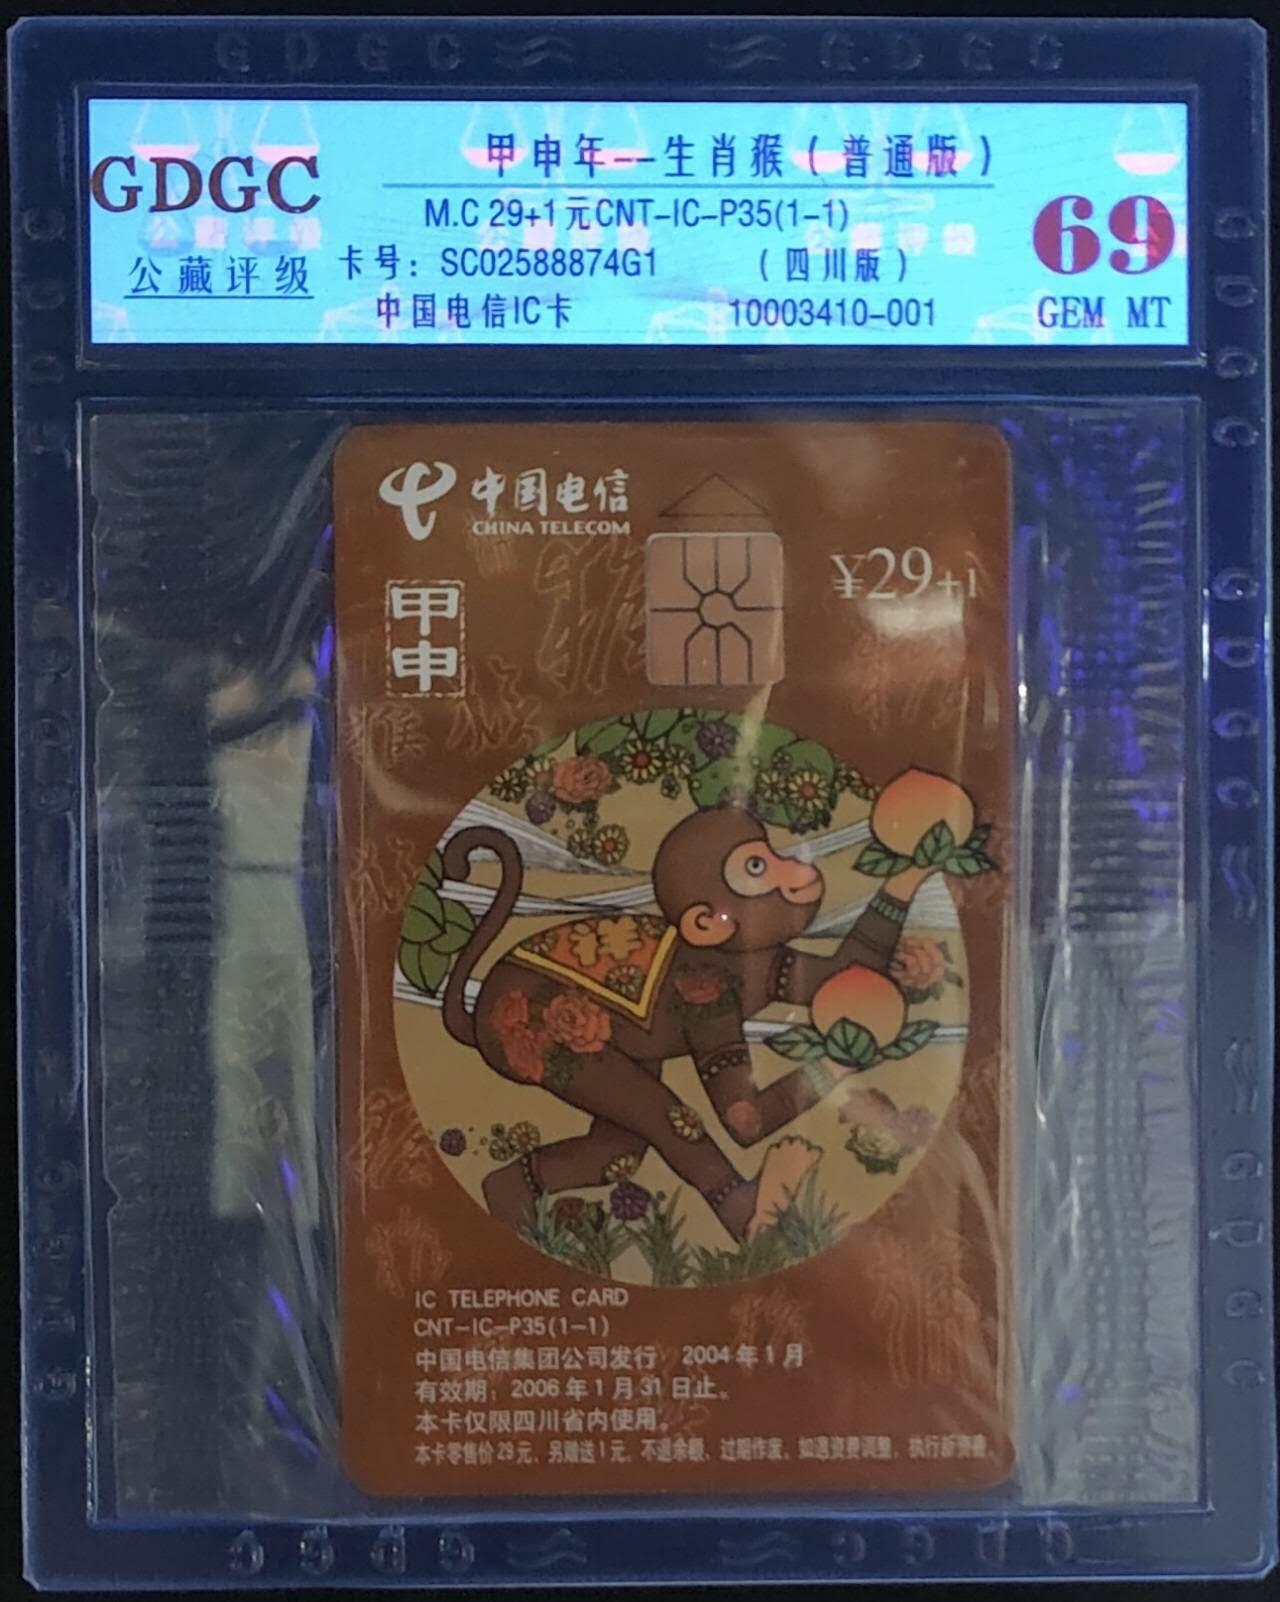 GDGC GDGC
甲申年--生肖猴(普通版)
GDGC
M.C 29+1元CNT-IC-P35(1-1)
69
公藏评级
卡号: SC02588874G1 (四川版)
中国电信IC卡 10003410-001
GEM MT
中国电信
CHINA TELECOM
¥29+1
甲申
祥
IC TELEPHONE CARD
CNT-IC-P35(1-1)
中国电信集团公司发行 2004年1月
有效期: 2006年1月31日止。
本卡仅限四川省内使用。
本卡零售价29元, 另赠送1元, 不退余额、过期作废。如遇资费调整, 执行新资费。